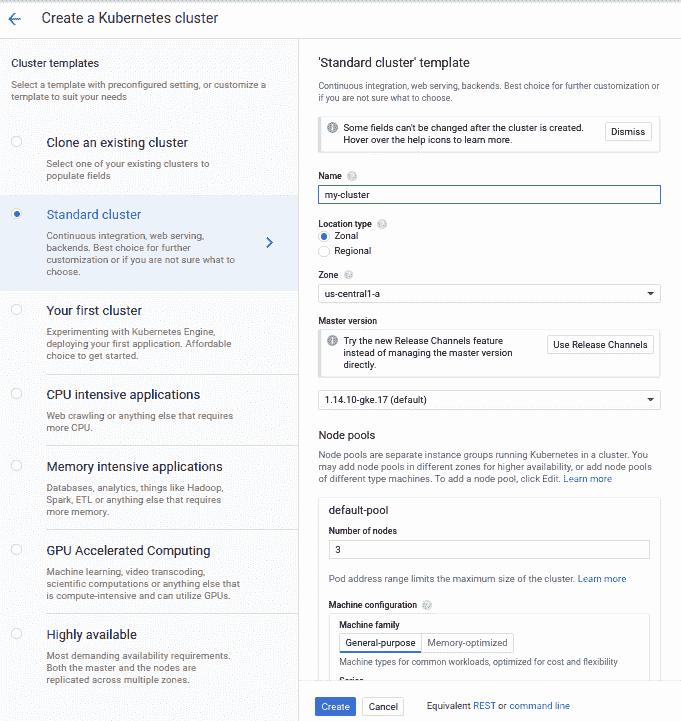 Create a Kubernetes cluster
Cluster templates
Select a template with preconfigured setting, or customize a
template to suit your needs
Clone an existing cluster
Select one of your existing clusters to
populate fields
Standard cluster
Continuous integration, web serving,
backends. Best choice for further
customization or if you are not sure what to
choose.
Your first cluster
Experimenting with Kubernetes Engine,
deploying your first application. Affordable
choice to get started.
CPU intensive applications
Web crawling or anything else that requires
more CPU.
Memory intensive applications
Databases, analytics, things like Hadoop,
Spark, ETL or anything else that requires
more memory.
GPU Accelerated Computing
Machine learning, video transcoding,
scientific computations or anything else that
is compute-intensive and can utilize GPUs.
Highly available
Most demanding availability requirements.
Both the master and the nodes are
replicated across multiple zones.
'Standard cluster' template
Continuous integration, web serving, backends. Best choice for further customization or
if you are not sure what to choose.
Some fields can't be changed after the cluster is created.
Hover over the help icons to learn more.
Dismiss
Name
my-cluster
Location type
Zonal
Regional
Zone
us-central1-a
Master version
Try the new Release Channels feature
instead of managing the master version
directly.
Use Release Channels
1.14.10-gke.17 (default)
Node pools
Node pools are separate instance groups running Kubernetes in a cluster. You
may add node pools in different zones for higher availability, or add node pools
of different type machines. To add a node pool, click Edit. Learn more
default-pool
Number of nodes
3
Pod address range limits the maximum size of the cluster. Learn more
Machine configuration
Machine family
General-purpose
Memory-optimized
Machine types for common workloads, optimized for cost and flexibility
Series
Create
Cancel
Equivalent REST or command line